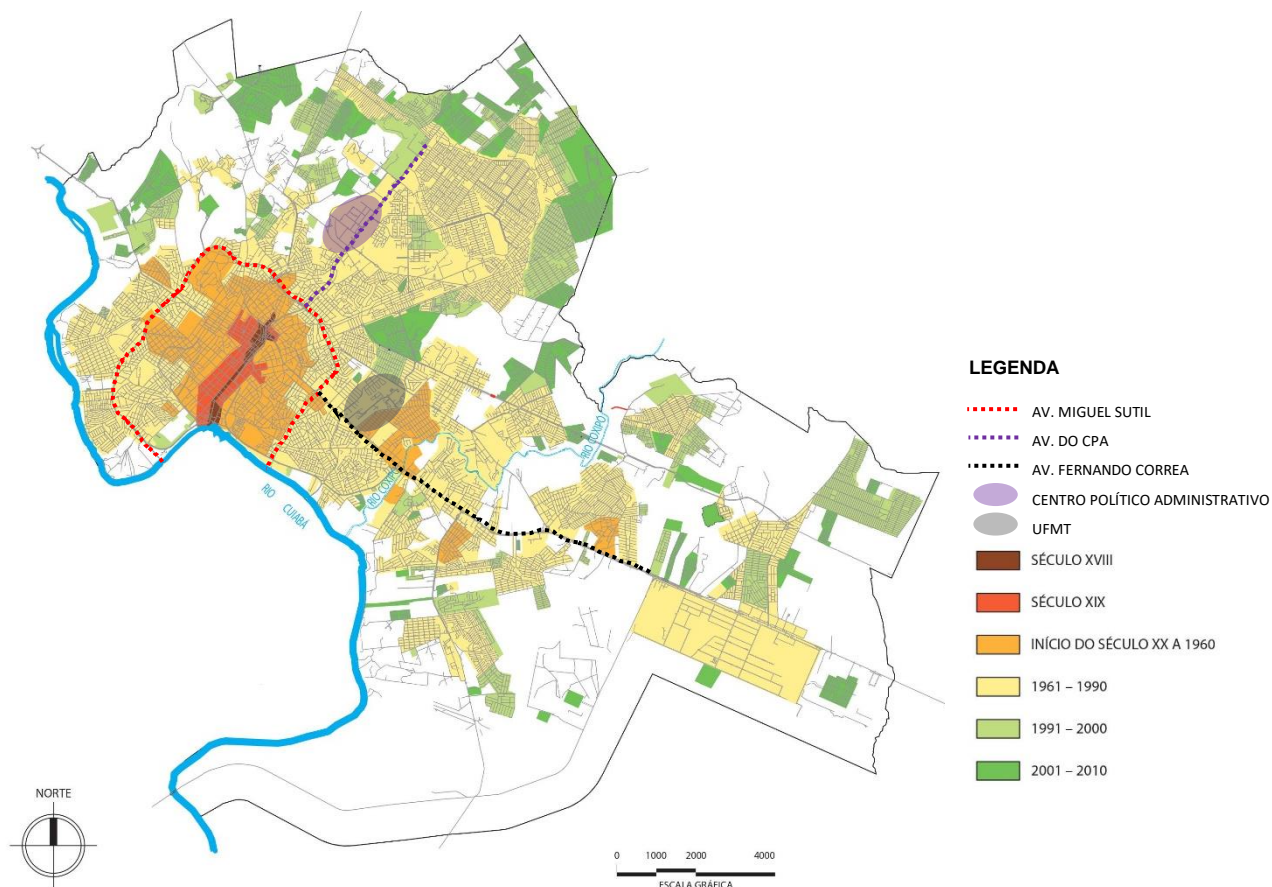 RIO COXIPÓ
RIO COXIPÓ
RIO
CUIABÁ
LEGENDA
AV. MIGUEL SUTIL
AV. DO CPA
AV. FERNANDO CORREA
CENTRO POLÍTICO ADMINISTRATIVO
UFMT
SÉCULO XVIII
SÉCULO XIX
INÍCIO DO SÉCULO XX A 1960
1961 – 1990
1991 – 2000
2001 – 2010
NORTE
0 1000 2000 4000
ESCALA GRÁFICA